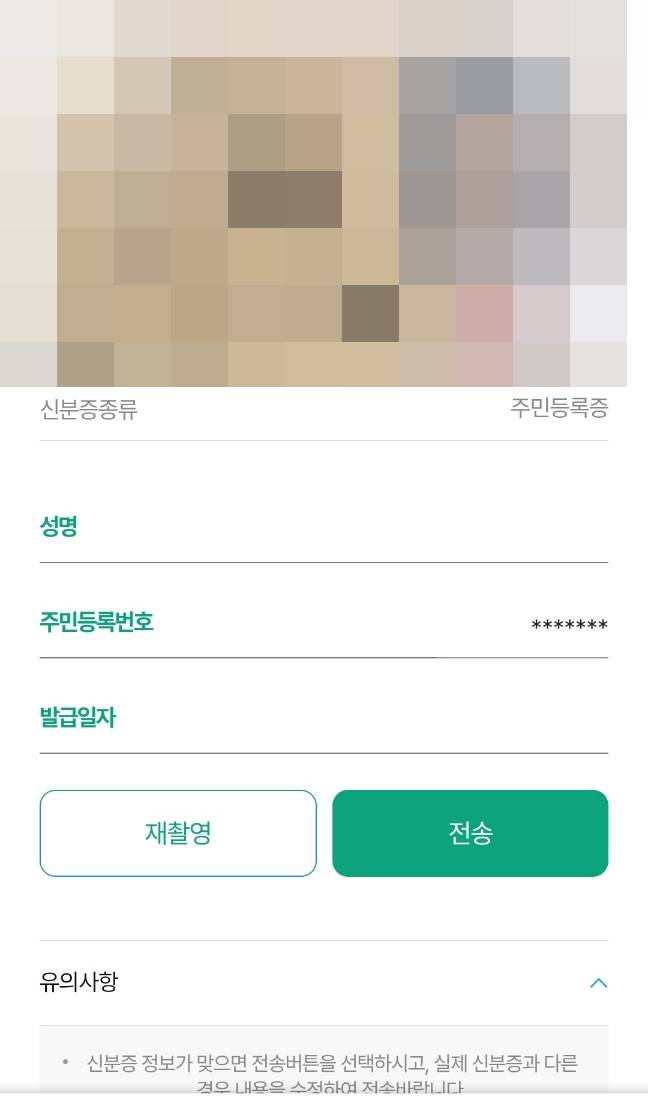 신분증종류 주민등록증
성명
주민등록번호 *******
발급일자
재촬영 전송
유의사항
• 신분증 정보가 맞으면 전송버튼을 선택하시고, 실제 신분증과 다른
경우 내용을 수정하여 전송바랍니다